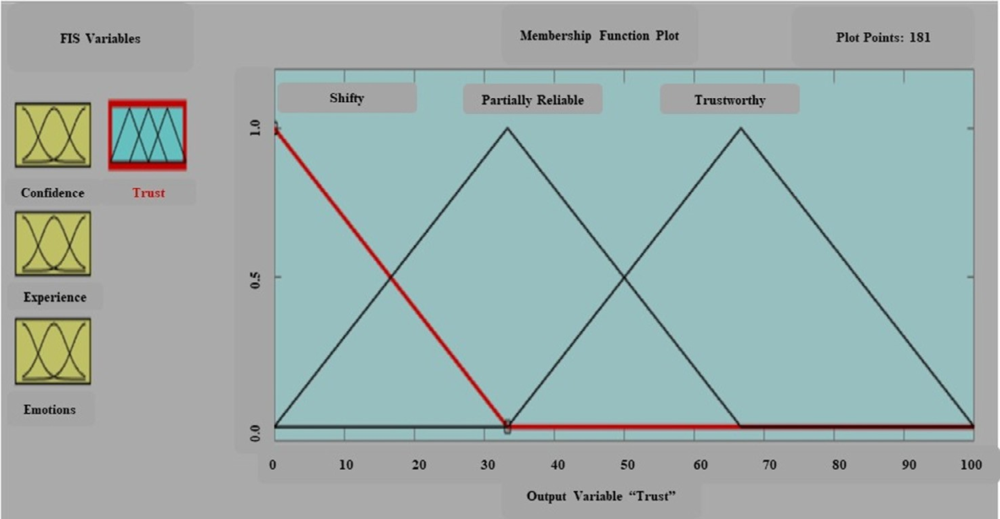 FIS Variables
Membership Function Plot
Plot Points: 181
Shifty
Partially Reliable
Trustworthy
Confidence
Trust
Experience
Emotions
1.0
0.5
0.0
0 10 20 30 40 50 60 70 80 90 100
Output Variable “Trust”